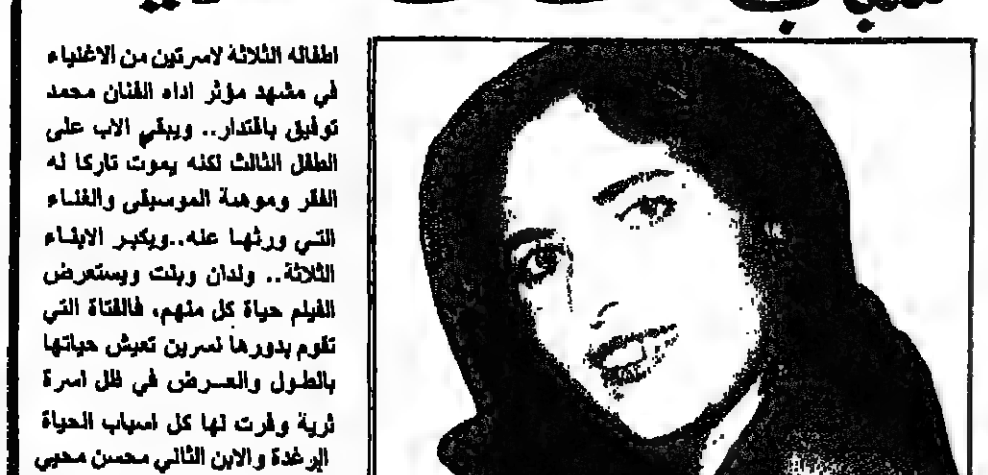 اطفاله الثلاثة لاسرتين من الاغنياء
في مشهد مؤثر اداه الفنان محمد
توفيق باقتدار.. ويبقي الاب على
الطفل الثالث لكنه يموت تاركا له
الفقر وموهبة الموسيقى والغناء
التي ورثها عنه..ويكبر الابناء
الثلاثة.. ولدان وبنت ويستعرض
الفيلم حياة كل منهم، فالفتاة التي
تقوم بدورها نسرين تعيش حياتها
بالطول والعرض في ظل اسرة
ثرية وفرت لها كل اسباب الحياة
الرغدة والابن الثاني محسن محيي